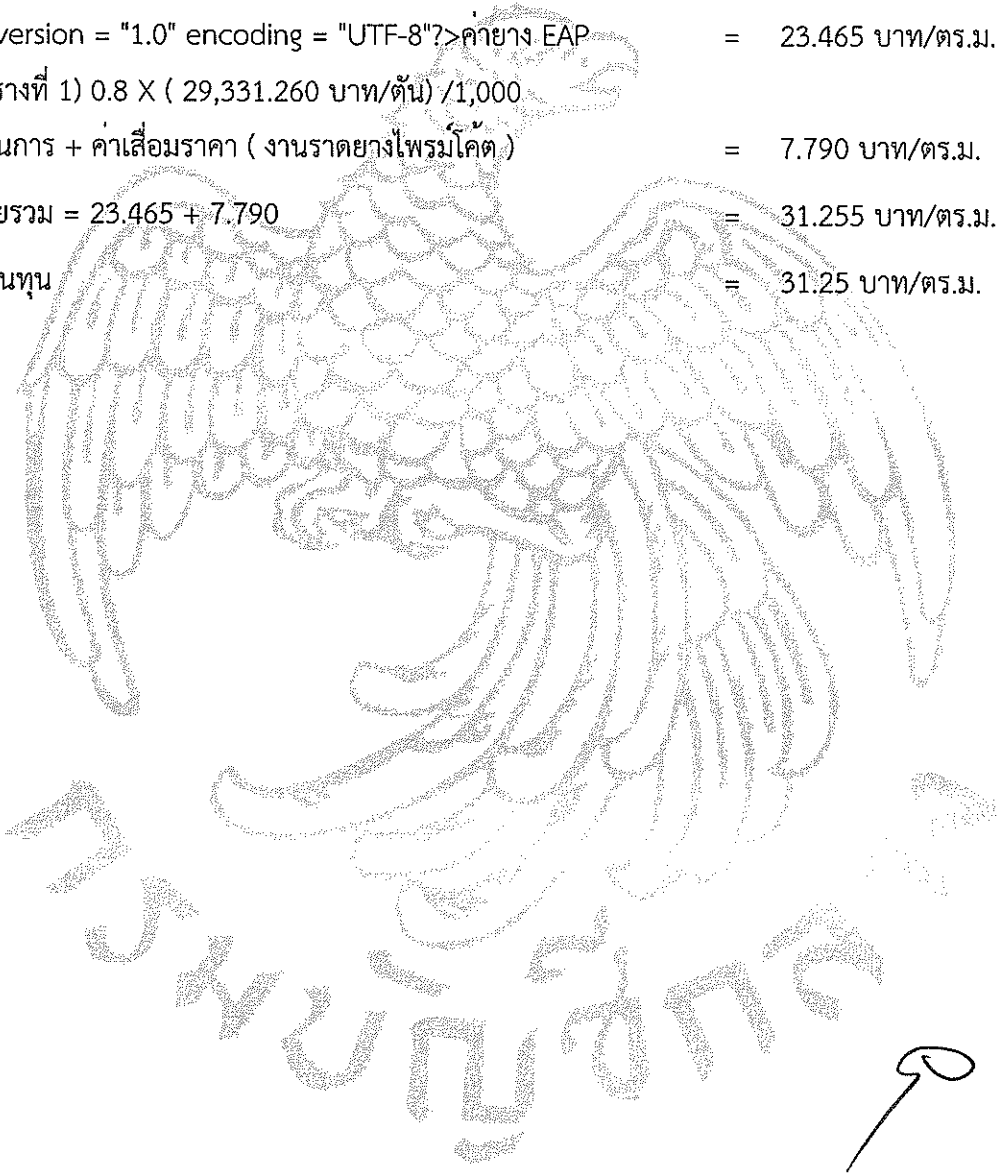 version = "1.0" encoding = "UTF-8"?>ค่ายาง EAP = 23.465 บาท/ตร.ม.
รางที่ 1) 0.8 X ( 29,331.260 บาท/ตัน) /1,000
นการ + ค่าเสื่อมราคา ( งานราดยางไพรม์โค้ต ) = 7.790 บาท/ตร.ม.
ยรวม = 23.465 + 7.790 = 31.255 บาท/ตร.ม.
นทุน = 31.25 บาท/ตร.ม.